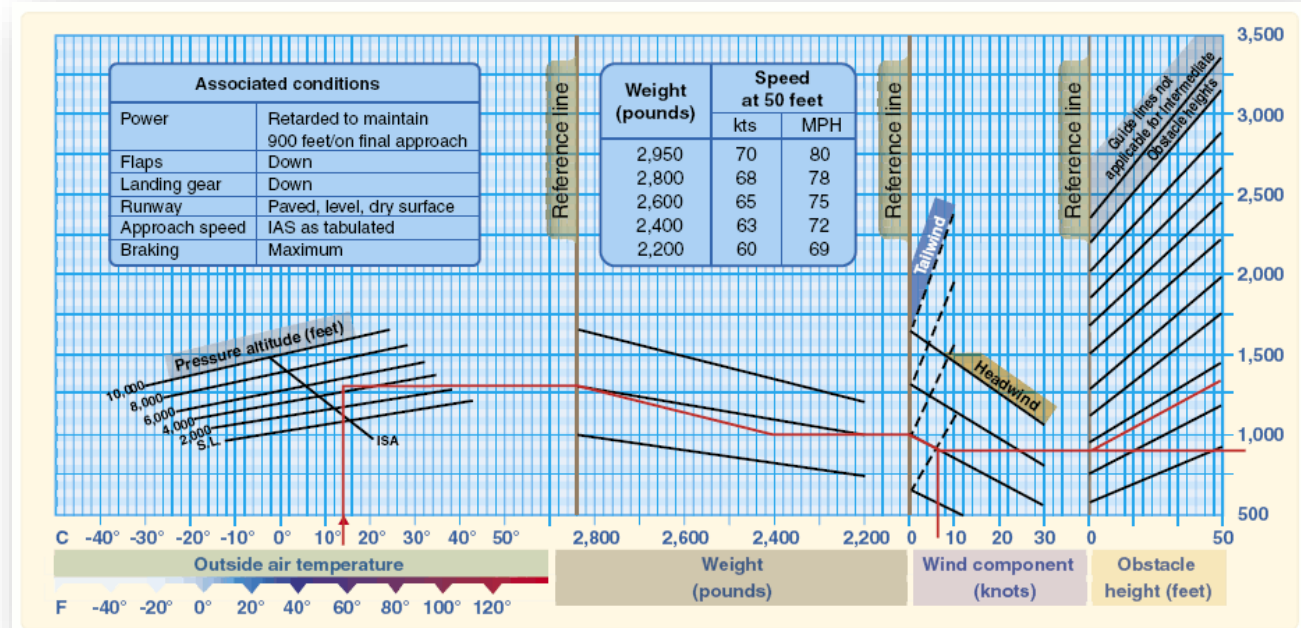 Associated conditions
Power Retarded to maintain
900 feet/on final approach
Flaps Down
Landing gear Down
Runway Paved, level, dry surface
Approach speed IAS as tabulated
Braking Maximum
Reference line
Weight
(pounds)
Speed
at 50 feet
kts MPH
2,950 70 80
2,800 68 78
2,600 65 75
2,400 63 72
2,200 60 69
Reference line
Tailwind
Headwind
Reference line
Guide lines not
applicable for Intermediate
Obstacle heights
3,500
3,000
2,500
2,000
1,500
1,000
500
Pressure altitude (feet)
10,000
8,000
6,000
4,000
2,000
S.L.
ISA
C -40° -30° -20° -10° 0° 10° 20° 30° 40° 50°
2,800 2,600 2,400 2,200
0 10 20 30
0 50
Outside air temperature
F -40° -20° 0° 20° 40° 60° 80° 100° 120°
Weight
(pounds)
Wind component
(knots)
Obstacle
height (feet)